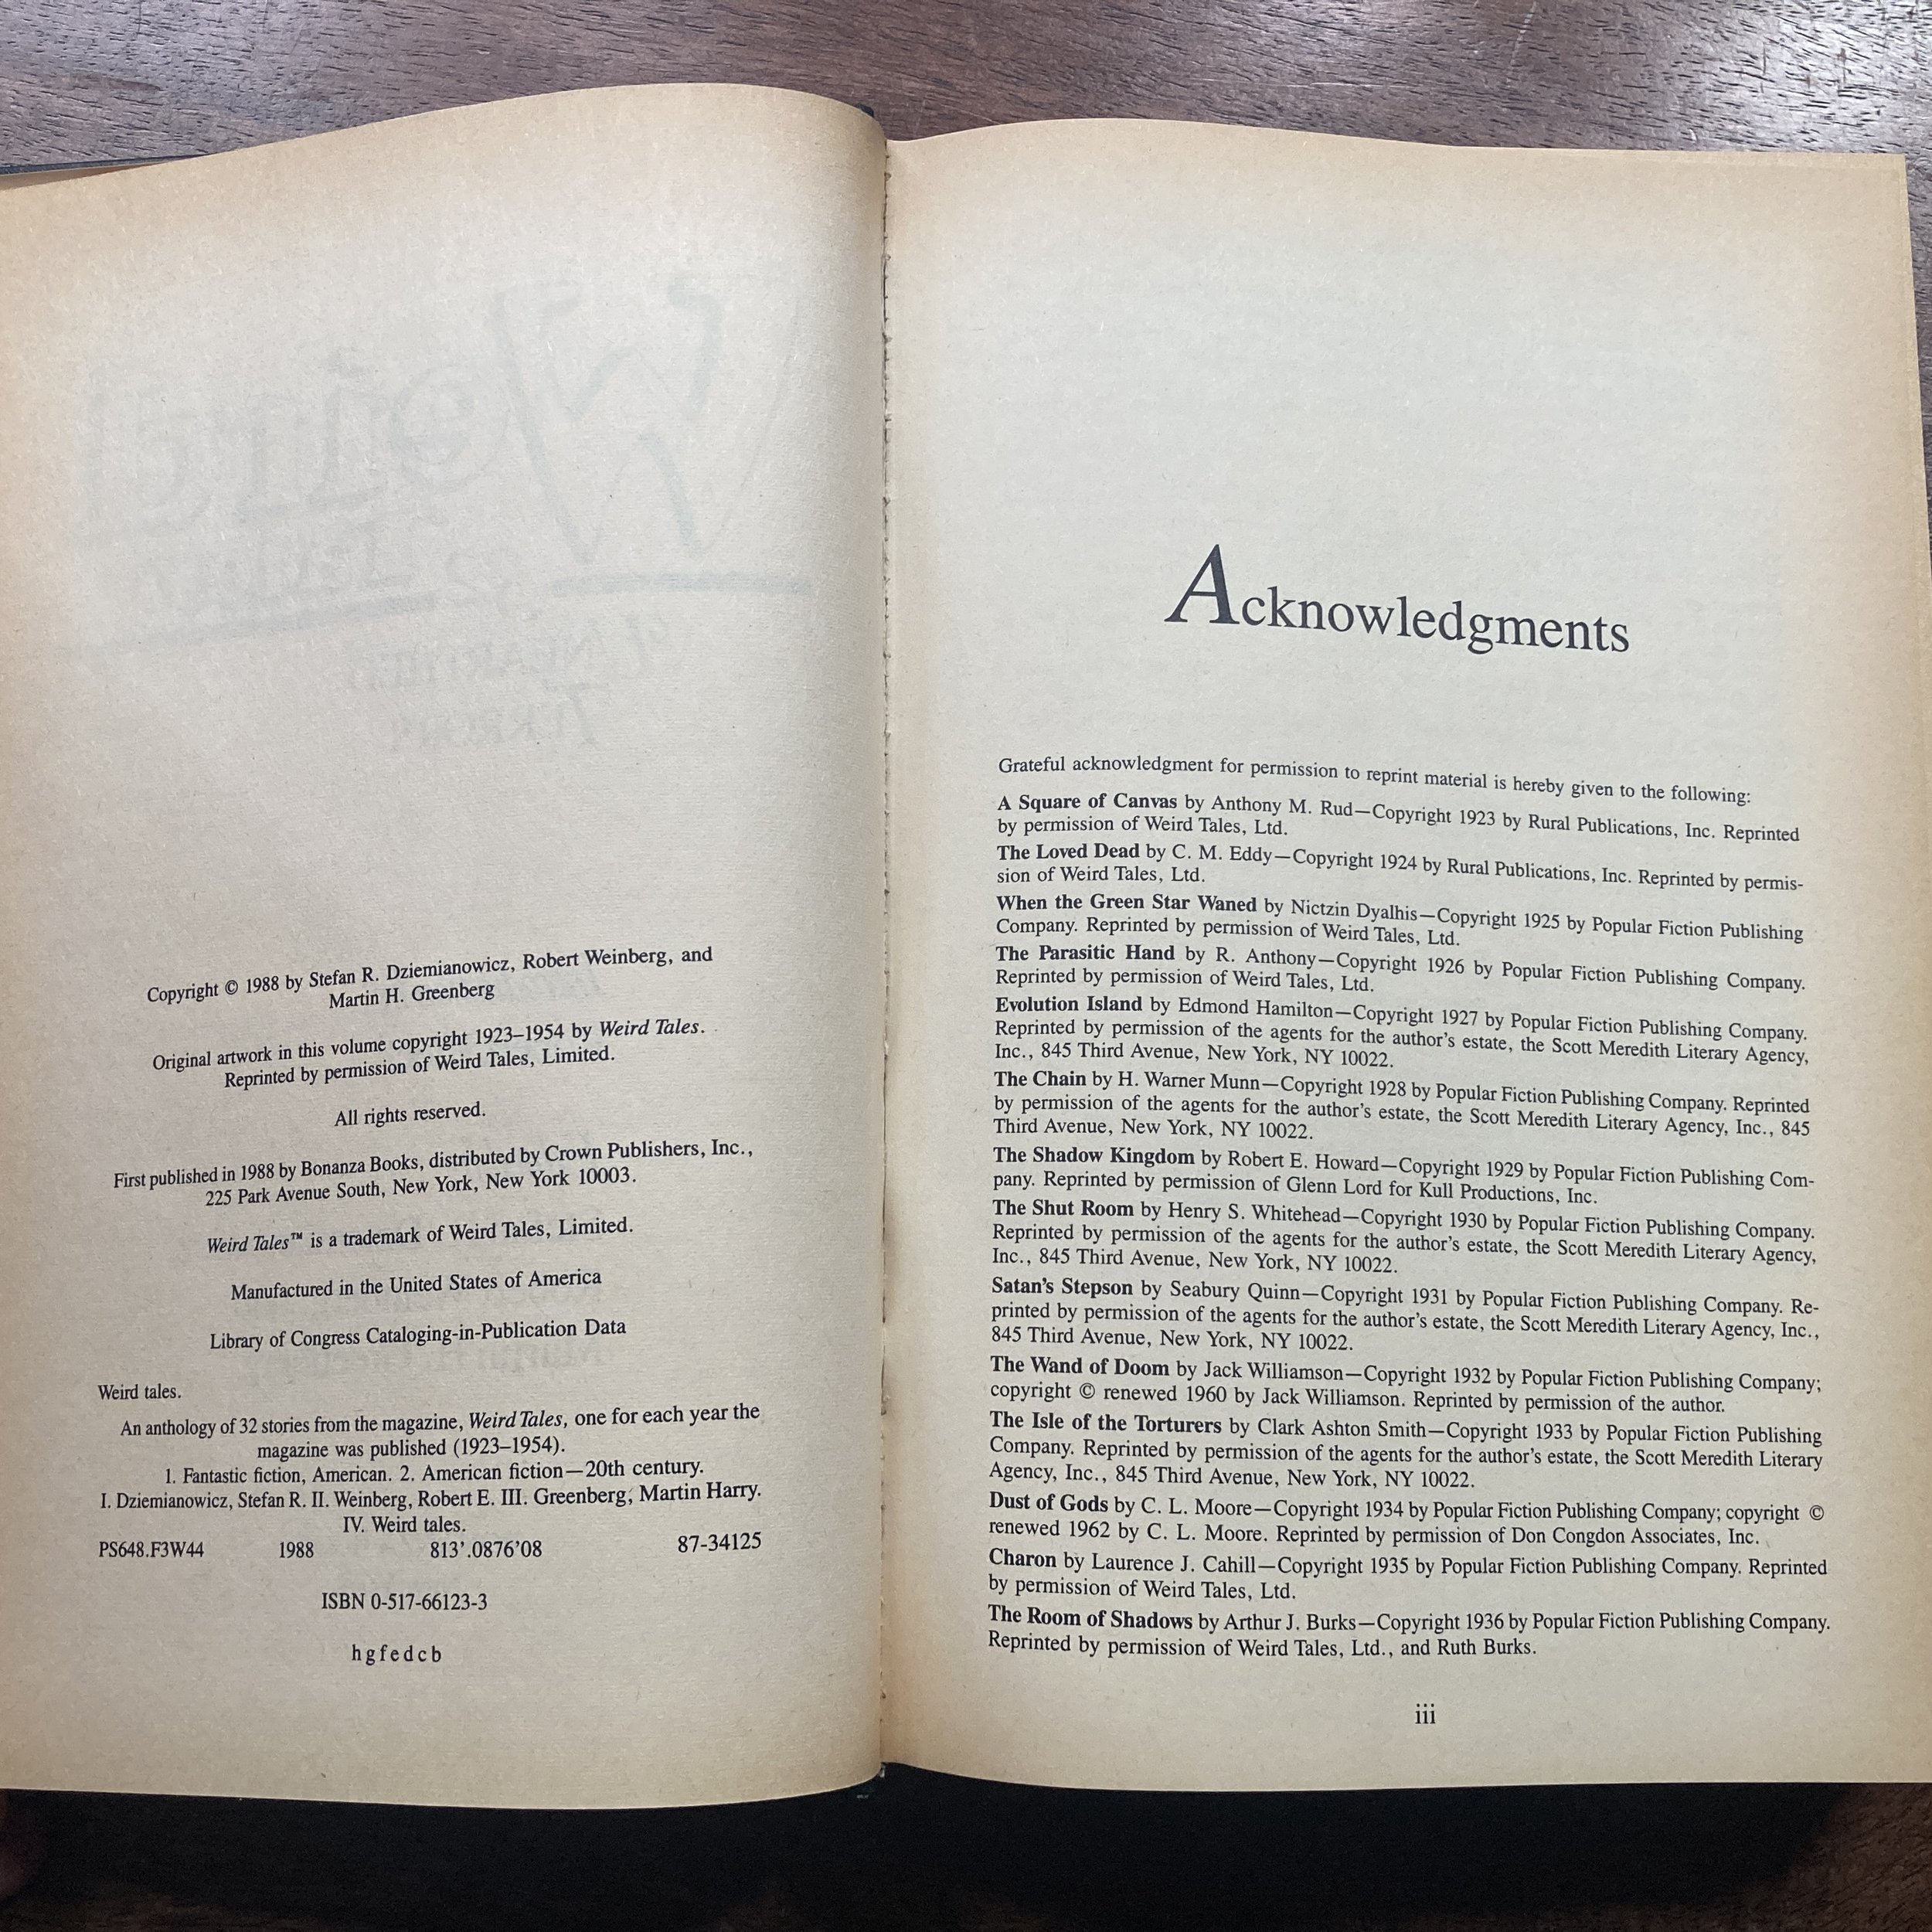 Copyright © 1988 by Stefan R. Dziemianowicz, Robert Weinberg, and
Martin H. Greenberg
Original artwork in this volume copyright 1923–1954 by Weird Tales.
Reprinted by permission of Weird Tales, Limited.
All rights reserved.
First published in 1988 by Bonanza Books, distributed by Crown Publishers, Inc.,
225 Park Avenue South, New York, New York 10003.
Weird Tales™ is a trademark of Weird Tales, Limited.
Manufactured in the United States of America
Library of Congress Cataloging-in-Publication Data
Weird tales.
An anthology of 32 stories from the magazine, Weird Tales, one for each year the
magazine was published (1923–1954).
1. Fantastic fiction, American. 2. American fiction—20th century.
I. Dziemianowicz, Stefan R. II. Weinberg, Robert E. III. Greenberg, Martin Harry.
IV. Weird tales.
PS648.F3W44 1988 813'.0876'08 87-34125
ISBN 0-517-66123-3
h g f e d c b
Acknowledgments
Grateful acknowledgment for permission to reprint material is hereby given to the following:
A Square of Canvas by Anthony M. Rud—Copyright 1923 by Rural Publications, Inc. Reprinted
by permission of Weird Tales, Ltd.
The Loved Dead by C. M. Eddy—Copyright 1924 by Rural Publications, Inc. Reprinted by permis-
sion of Weird Tales, Ltd.
When the Green Star Waned by Nictzin Dyalhis—Copyright 1925 by Popular Fiction Publishing
Company. Reprinted by permission of Weird Tales, Ltd.
The Parasitic Hand by R. Anthony—Copyright 1926 by Popular Fiction Publishing Company.
Reprinted by permission of Weird Tales, Ltd.
Evolution Island by Edmond Hamilton—Copyright 1927 by Popular Fiction Publishing Company.
Reprinted by permission of the agents for the author's estate, the Scott Meredith Literary Agency,
Inc., 845 Third Avenue, New York, NY 10022.
The Chain by H. Warner Munn—Copyright 1928 by Popular Fiction Publishing Company. Reprinted
by permission of the agents for the author's estate, the Scott Meredith Literary Agency, Inc., 845
Third Avenue, New York, NY 10022.
The Shadow Kingdom by Robert E. Howard—Copyright 1929 by Popular Fiction Publishing Com-
pany. Reprinted by permission of Glenn Lord for Kull Productions, Inc.
The Shut Room by Henry S. Whitehead—Copyright 1930 by Popular Fiction Publishing Company.
Reprinted by permission of the agents for the author's estate, the Scott Meredith Literary Agency,
Inc., 845 Third Avenue, New York, NY 10022.
Satan's Stepson by Seabury Quinn—Copyright 1931 by Popular Fiction Publishing Company. Re-
printed by permission of the agents for the author's estate, the Scott Meredith Literary Agency, Inc.,
845 Third Avenue, New York, NY 10022.
The Wand of Doom by Jack Williamson—Copyright 1932 by Popular Fiction Publishing Company;
copyright © renewed 1960 by Jack Williamson. Reprinted by permission of the author.
The Isle of the Torturers by Clark Ashton Smith—Copyright 1933 by Popular Fiction Publishing
Company. Reprinted by permission of the agents for the author's estate, the Scott Meredith Literary
Agency, Inc., 845 Third Avenue, New York, NY 10022.
Dust of Gods by C. L. Moore—Copyright 1934 by Popular Fiction Publishing Company; copyright ©
renewed 1962 by C. L. Moore. Reprinted by permission of Don Congdon Associates, Inc.
Charon by Laurence J. Cahill—Copyright 1935 by Popular Fiction Publishing Company. Reprinted
by permission of Weird Tales, Ltd.
The Room of Shadows by Arthur J. Burks—Copyright 1936 by Popular Fiction Publishing Company.
Reprinted by permission of Weird Tales, Ltd., and Ruth Burks.
iii